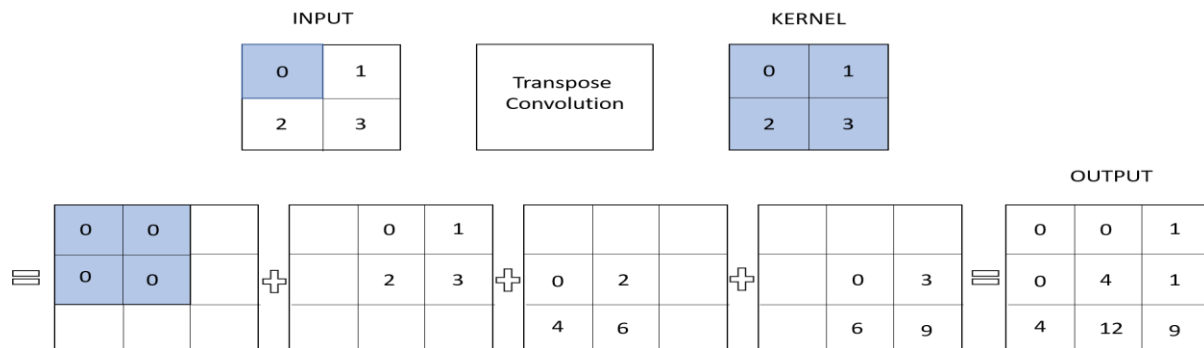 INPUT KERNEL
0 1 Transpose Convolution 0 1
2 3 2 3
OUTPUT
= 0 0 + 0 1 + + = 0 0 1
0 0 2 3 0 2 0 3 0 4 1
4 6 6 9 4 12 9